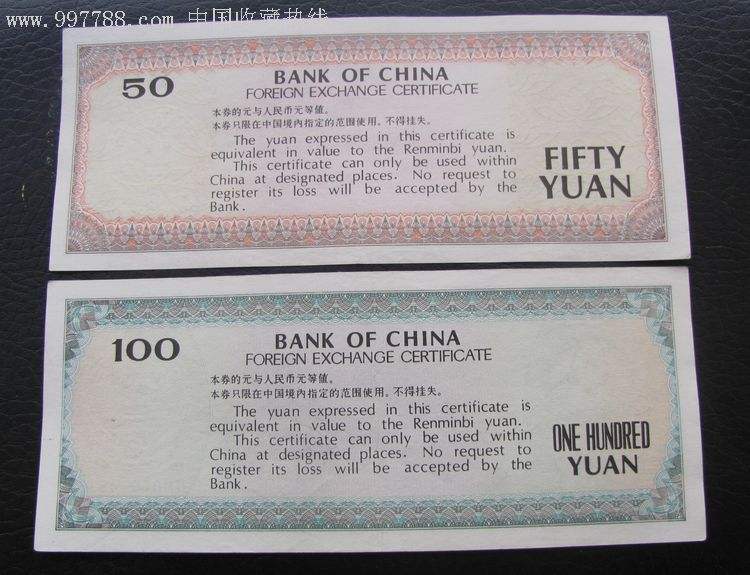 www.997788.com 中国收藏热线
50
BANK OF CHINA
FOREIGN EXCHANGE CERTIFICATE
本券的元与人民币元等值。
本券只限在中国境内指定的范围使用。不得挂失。
The yuan expressed in this certificate is
equivalent in value to the Renminbi yuan.
This certificate can only be used within
China at designated places. No request to
register its loss will be accepted by the
Bank.
FIFTY
YUAN
100
BANK OF CHINA
FOREIGN EXCHANGE CERTIFICATE
本券的元与人民币元等值。
本券只限在中国境内指定的范围使用。不得挂失。
The yuan expressed in this certificate is
equivalent in value to the Renminbi yuan.
This certificate can only be used within
China at designated places. No request to
register its loss will be accepted by the
Bank.
ONE HUNDRED
YUAN